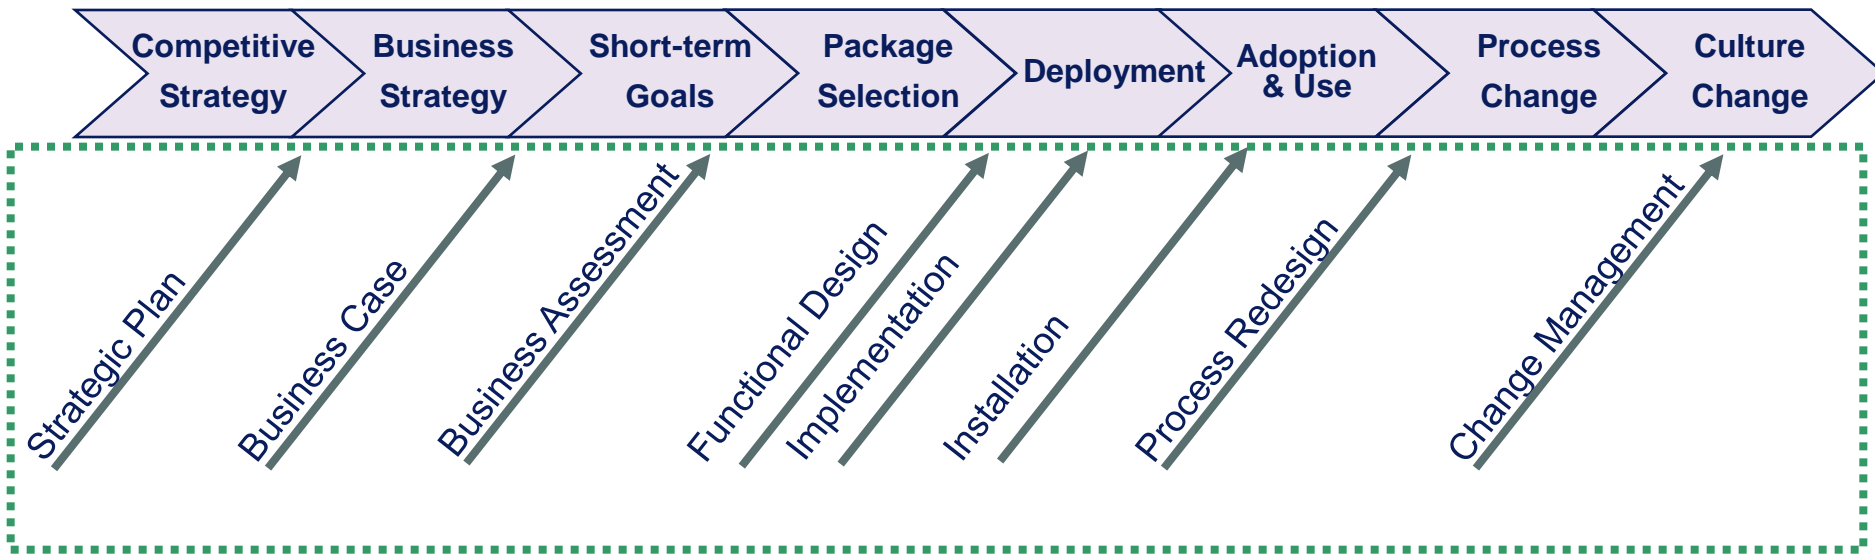 Competitive
Strategy
Business
Strategy
Short-term
Goals
Package
Selection
Deployment
Adoption
& Use
Process
Change
Culture
Change
Strategic Plan
Business Case
Business Assessment
Functional Design
Implementation
Installation
Process Redesign
Change Management